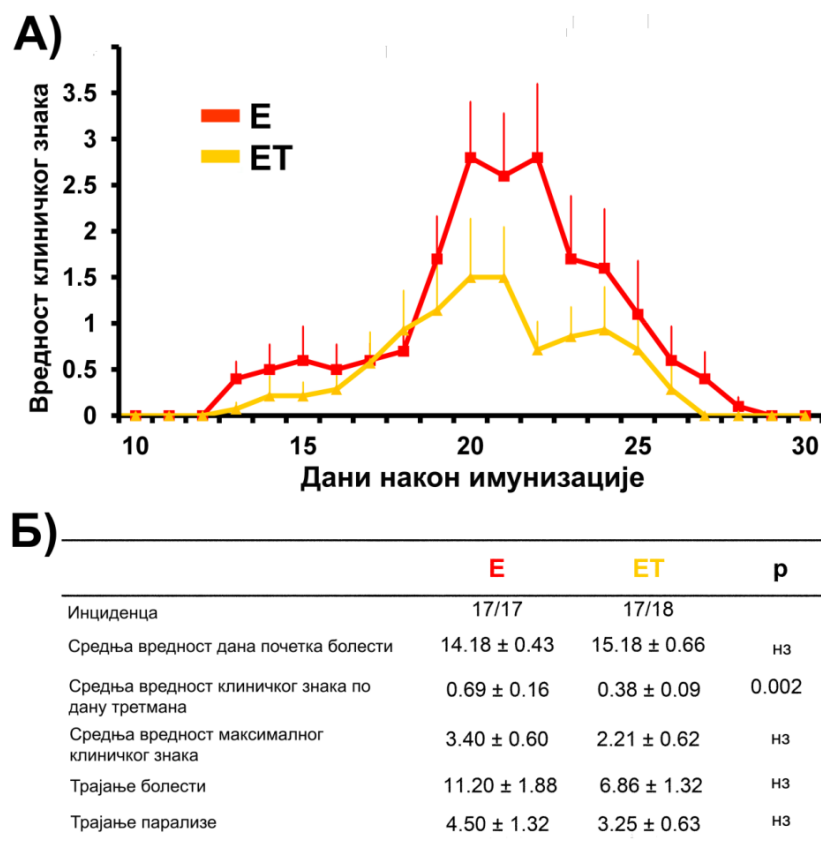 А)
Вредност клиничког знака
3.5
3
2.5
2
1.5
1
0.5
0
Е
ЕТ
10 15 20 25 30
Дани након имунизације
Б)
Е ЕТ р
Инциденца 17/17 17/18
Средња вредност дана почетка болести 14.18 ± 0.43 15.18 ± 0.66 нз
Средња вредност клиничког знака по
дану третмана 0.69 ± 0.16 0.38 ± 0.09 0.002
Средња вредност максималног
клиничког знака 3.40 ± 0.60 2.21 ± 0.62 нз
Трајање болести 11.20 ± 1.88 6.86 ± 1.32 нз
Трајање парализе 4.50 ± 1.32 3.25 ± 0.63 нз